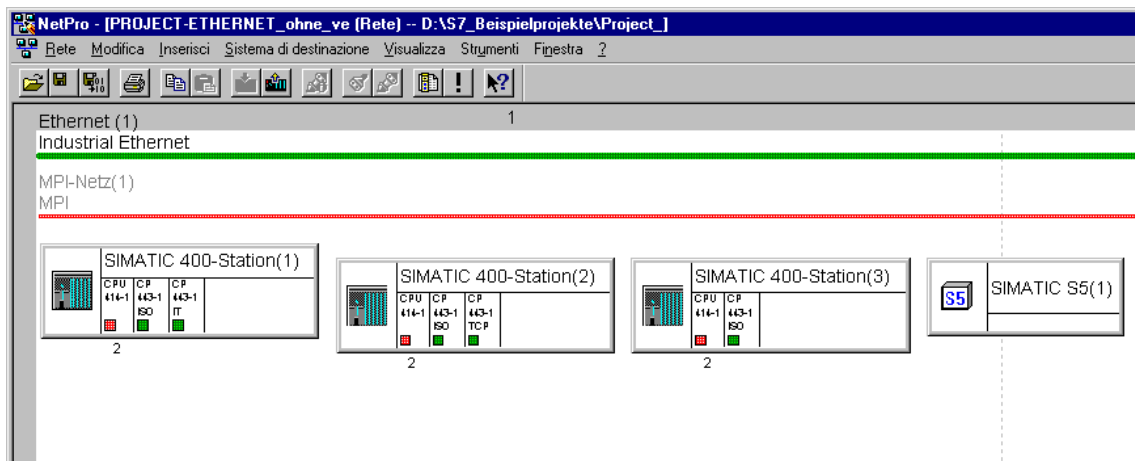 NetPro - [PROJECT-ETHERNET_ohne_ve (Rete) -- D:\S7_Beispielprojekte\Project_]
Rete Modifica Inserisci Sistema di destinazione Visualizza Strumenti Finestra ?
Ethernet (1)
1
Industrial Ethernet
MPI-Netz(1)
MPI
SIMATIC 400-Station(1)
CPU CP CP
414-1 443-1 443-1
ISO IT
2
SIMATIC 400-Station(2)
CPU CP CP
414-1 443-1 443-1
ISO TCP
2
SIMATIC 400-Station(3)
CPU CP
414-1 443-1
ISO
2
S5
SIMATIC S5(1)